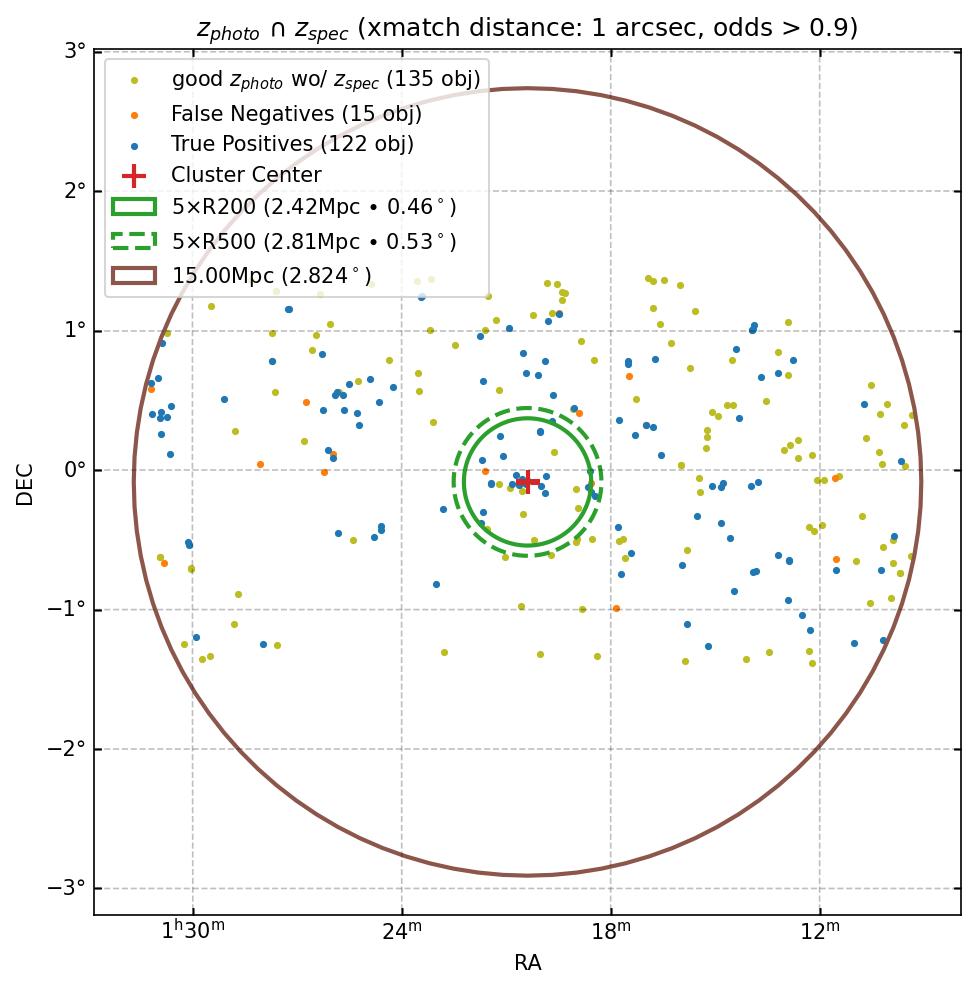 z_photo ∩ z_spec (xmatch distance: 1 arcsec, odds > 0.9)
good z_photo wo/ z_spec (135 obj)
False Negatives (15 obj)
True Positives (122 obj)
Cluster Center
5×R200 (2.42Mpc • 0.46°)
5×R500 (2.81Mpc • 0.53°)
15.00Mpc (2.824°)
3°
2°
1°
0°
−1°
−2°
−3°
DEC
1h30m 24m 18m 12m
RA